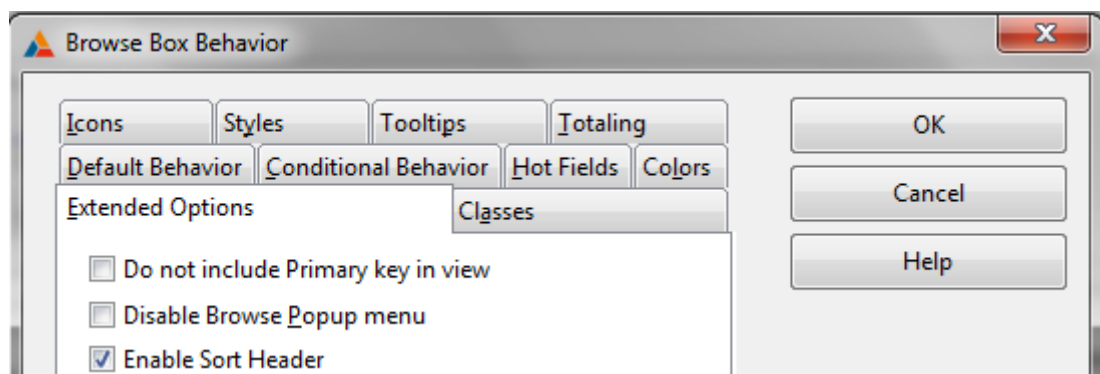 Browse Box Behavior
Icons Styles Tooltips Totaling
Default Behavior Conditional Behavior Hot Fields Colors
Extended Options Classes
Do not include Primary key in view
Disable Browse Popup menu
Enable Sort Header
OK
Cancel
Help